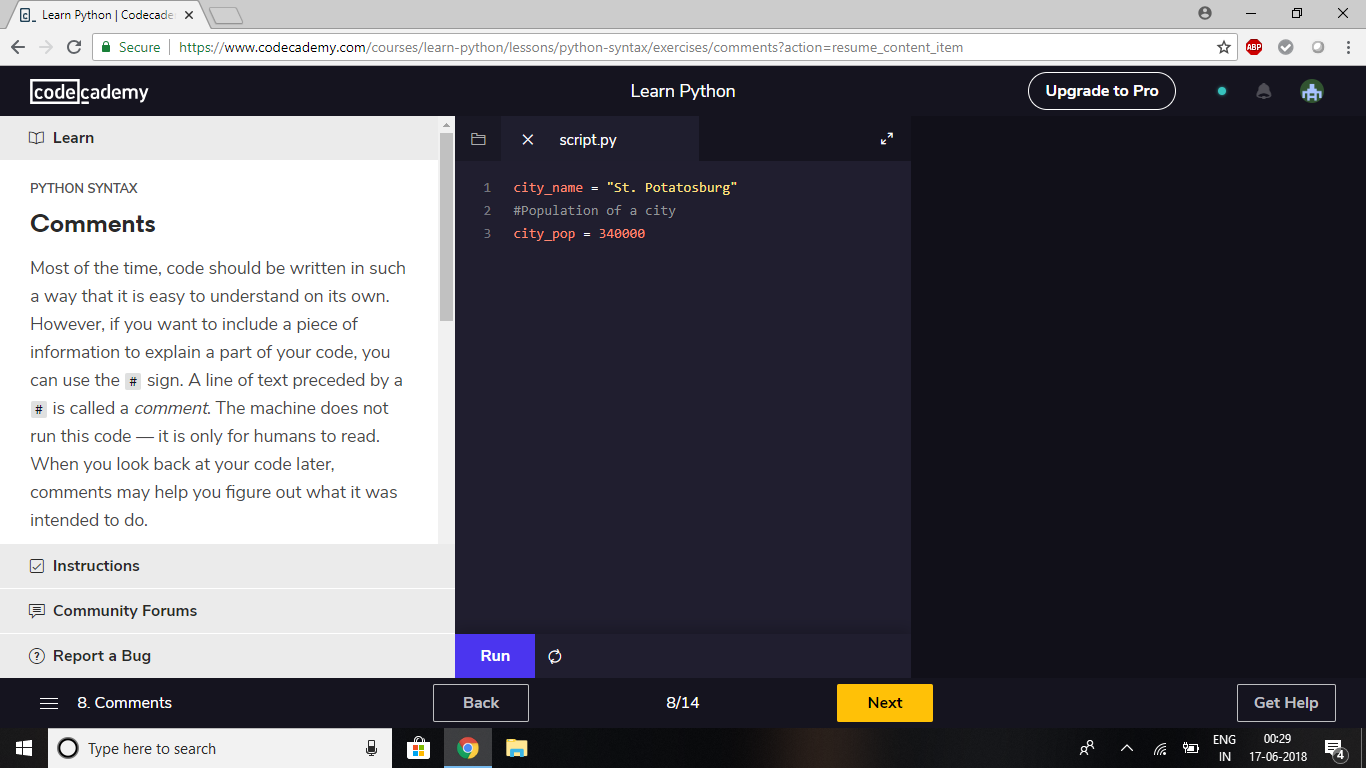 Learn Python | Codecade
Secure
https://www.codecademy.com/courses/learn-python/lessons/python-syntax/exercises/comments?action=resume_content_item
ABP
codecademy
Learn Python
Upgrade to Pro
Learn
PYTHON SYNTAX
Comments
Most of the time, code should be written in such
a way that it is easy to understand on its own.
However, if you want to include a piece of
information to explain a part of your code, you
can use the # sign. A line of text preceded by a
# is called a comment. The machine does not
run this code — it is only for humans to read.
When you look back at your code later,
comments may help you figure out what it was
intended to do.
Instructions
Community Forums
Report a Bug
script.py
1 city_name = "St. Potatosburg"
2 #Population of a city
3 city_pop = 340000
Run
8. Comments
Back
8/14
Next
Get Help
Type here to search
ENG
IN
00:29
17-06-2018
4